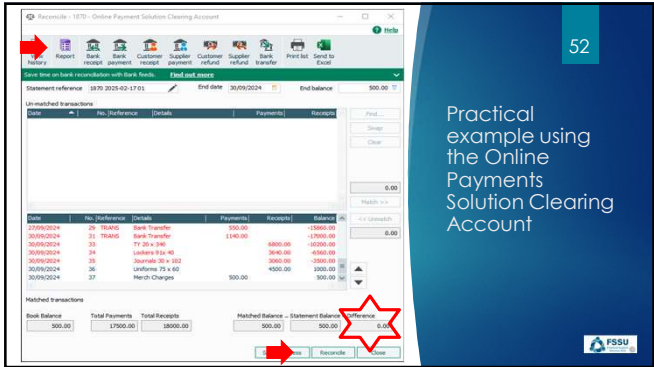 Reconcile - 1870 - Online Payment Solution Clearing Account
Help
history
Report
Bank receipt
Bank payment
Customer receipt
Supplier payment
Customer refund
Supplier refund
Bank transfer
Print list
Send to Excel
Save time on bank reconciliation with Bank feeds. Find out more
Statement reference 1870 2025-02-17 01 End date 30/09/2024 End balance 500.00
Un-matched transactions
Date No. Reference Details Payments Receipts
Find...
Swap
Clear
0.00
Match >>
Date No. Reference Details Payments Receipts Balance
<< Unmatch
0.00
27/09/2024 29 TRANS Bank Transfer 550.00 -15860.00
30/09/2024 31 TRANS Bank Transfer 1140.00 -17000.00
30/09/2024 33 TY 20 x 340 6800.00 -10200.00
30/09/2024 34 Lockers 91x 40 3640.00 -6560.00
30/09/2024 35 Journals 30 x 102 3060.00 -3500.00
30/09/2024 36 Uniforms 75 x 60 4500.00 1000.00
30/09/2024 37 Merch Charges 500.00 500.00
Matched transactions
Book Balance Total Payments Total Receipts Matched Balance - Statement Balance Difference
500.00 17500.00 18000.00 500.00 500.00 0.00
Reconcile
Close
52
Practical
example using
the Online
Payments
Solution Clearing
Account
FSSU